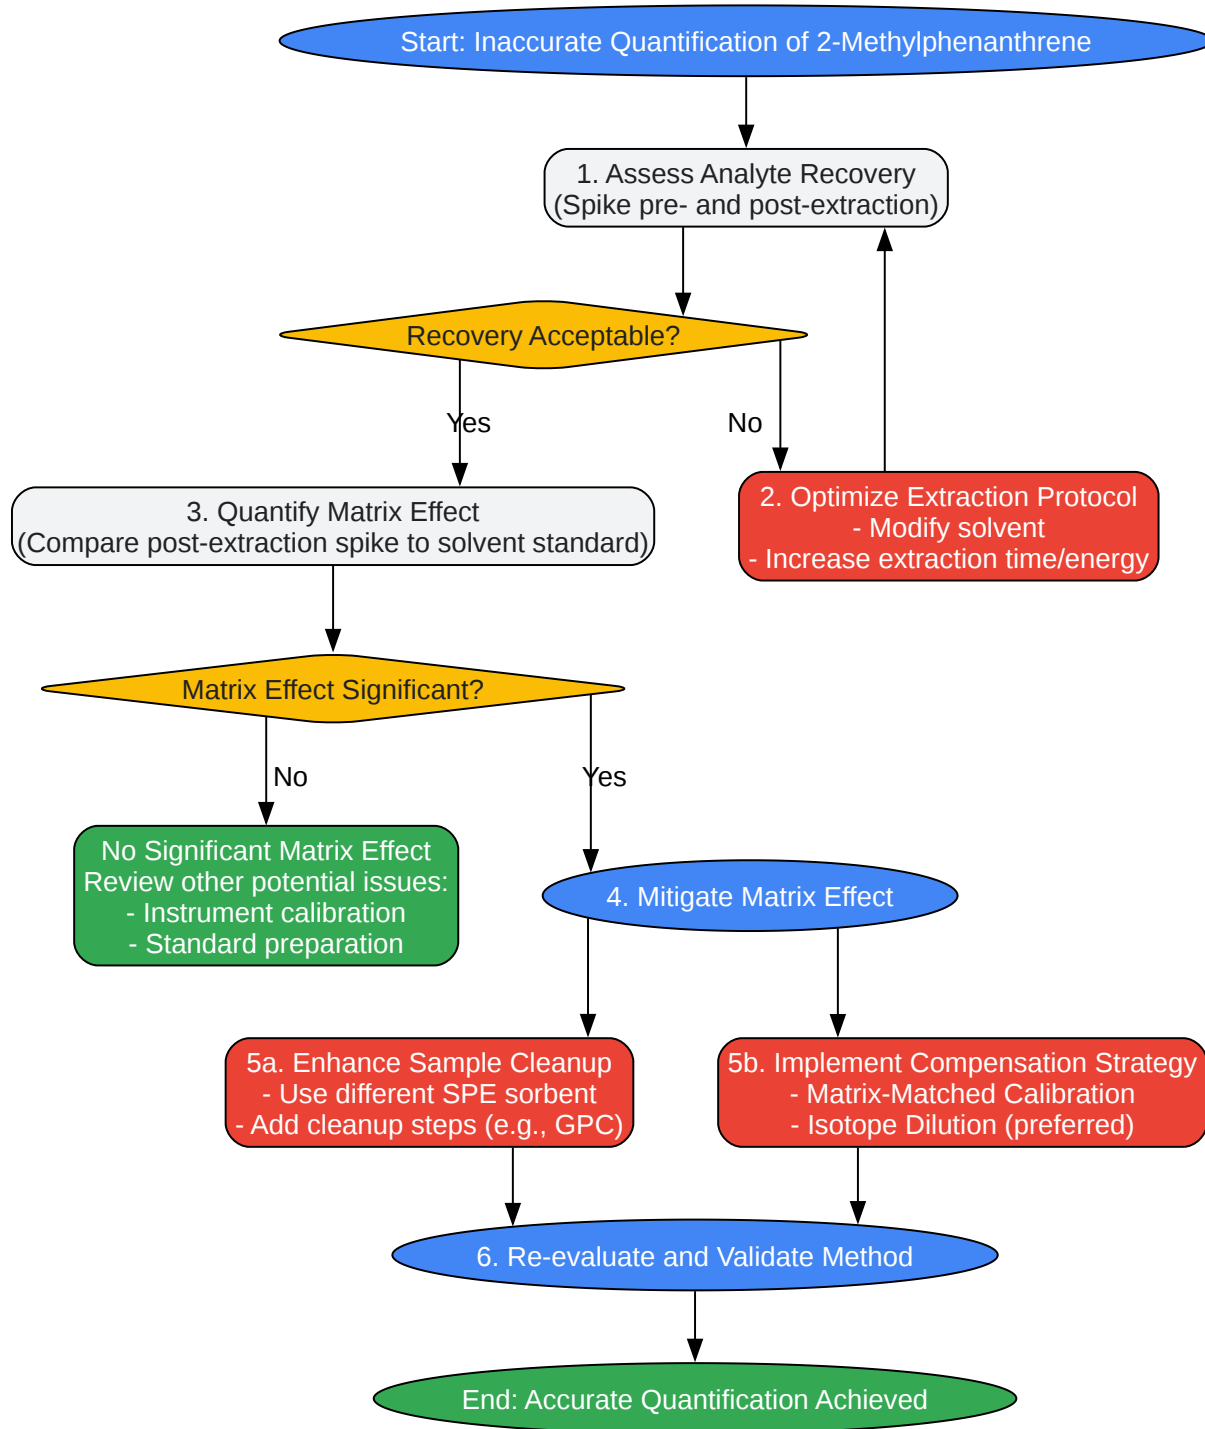 Start: Inaccurate Quantification of 2-Methylphenanthrene
1. Assess Analyte Recovery
(Spike pre- and post-extraction)
Recovery Acceptable?
Yes
No
3. Quantify Matrix Effect
(Compare post-extraction spike to solvent standard)
2. Optimize Extraction Protocol
- Modify solvent
- Increase extraction time/energy
Matrix Effect Significant?
No
Yes
No Significant Matrix Effect
Review other potential issues:
- Instrument calibration
- Standard preparation
4. Mitigate Matrix Effect
5a. Enhance Sample Cleanup
- Use different SPE sorbent
- Add cleanup steps (e.g., GPC)
5b. Implement Compensation Strategy
- Matrix-Matched Calibration
- Isotope Dilution (preferred)
6. Re-evaluate and Validate Method
End: Accurate Quantification Achieved